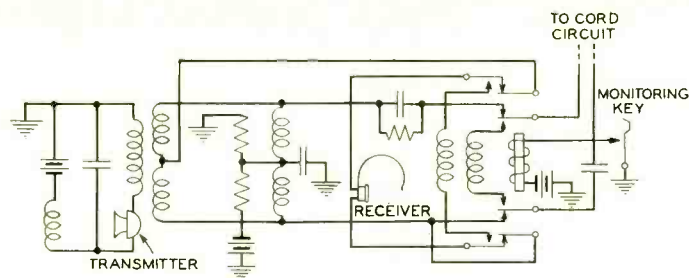 TO CORD
CIRCUIT
MONITORING
KEY
RECEIVER
TRANSMITTER